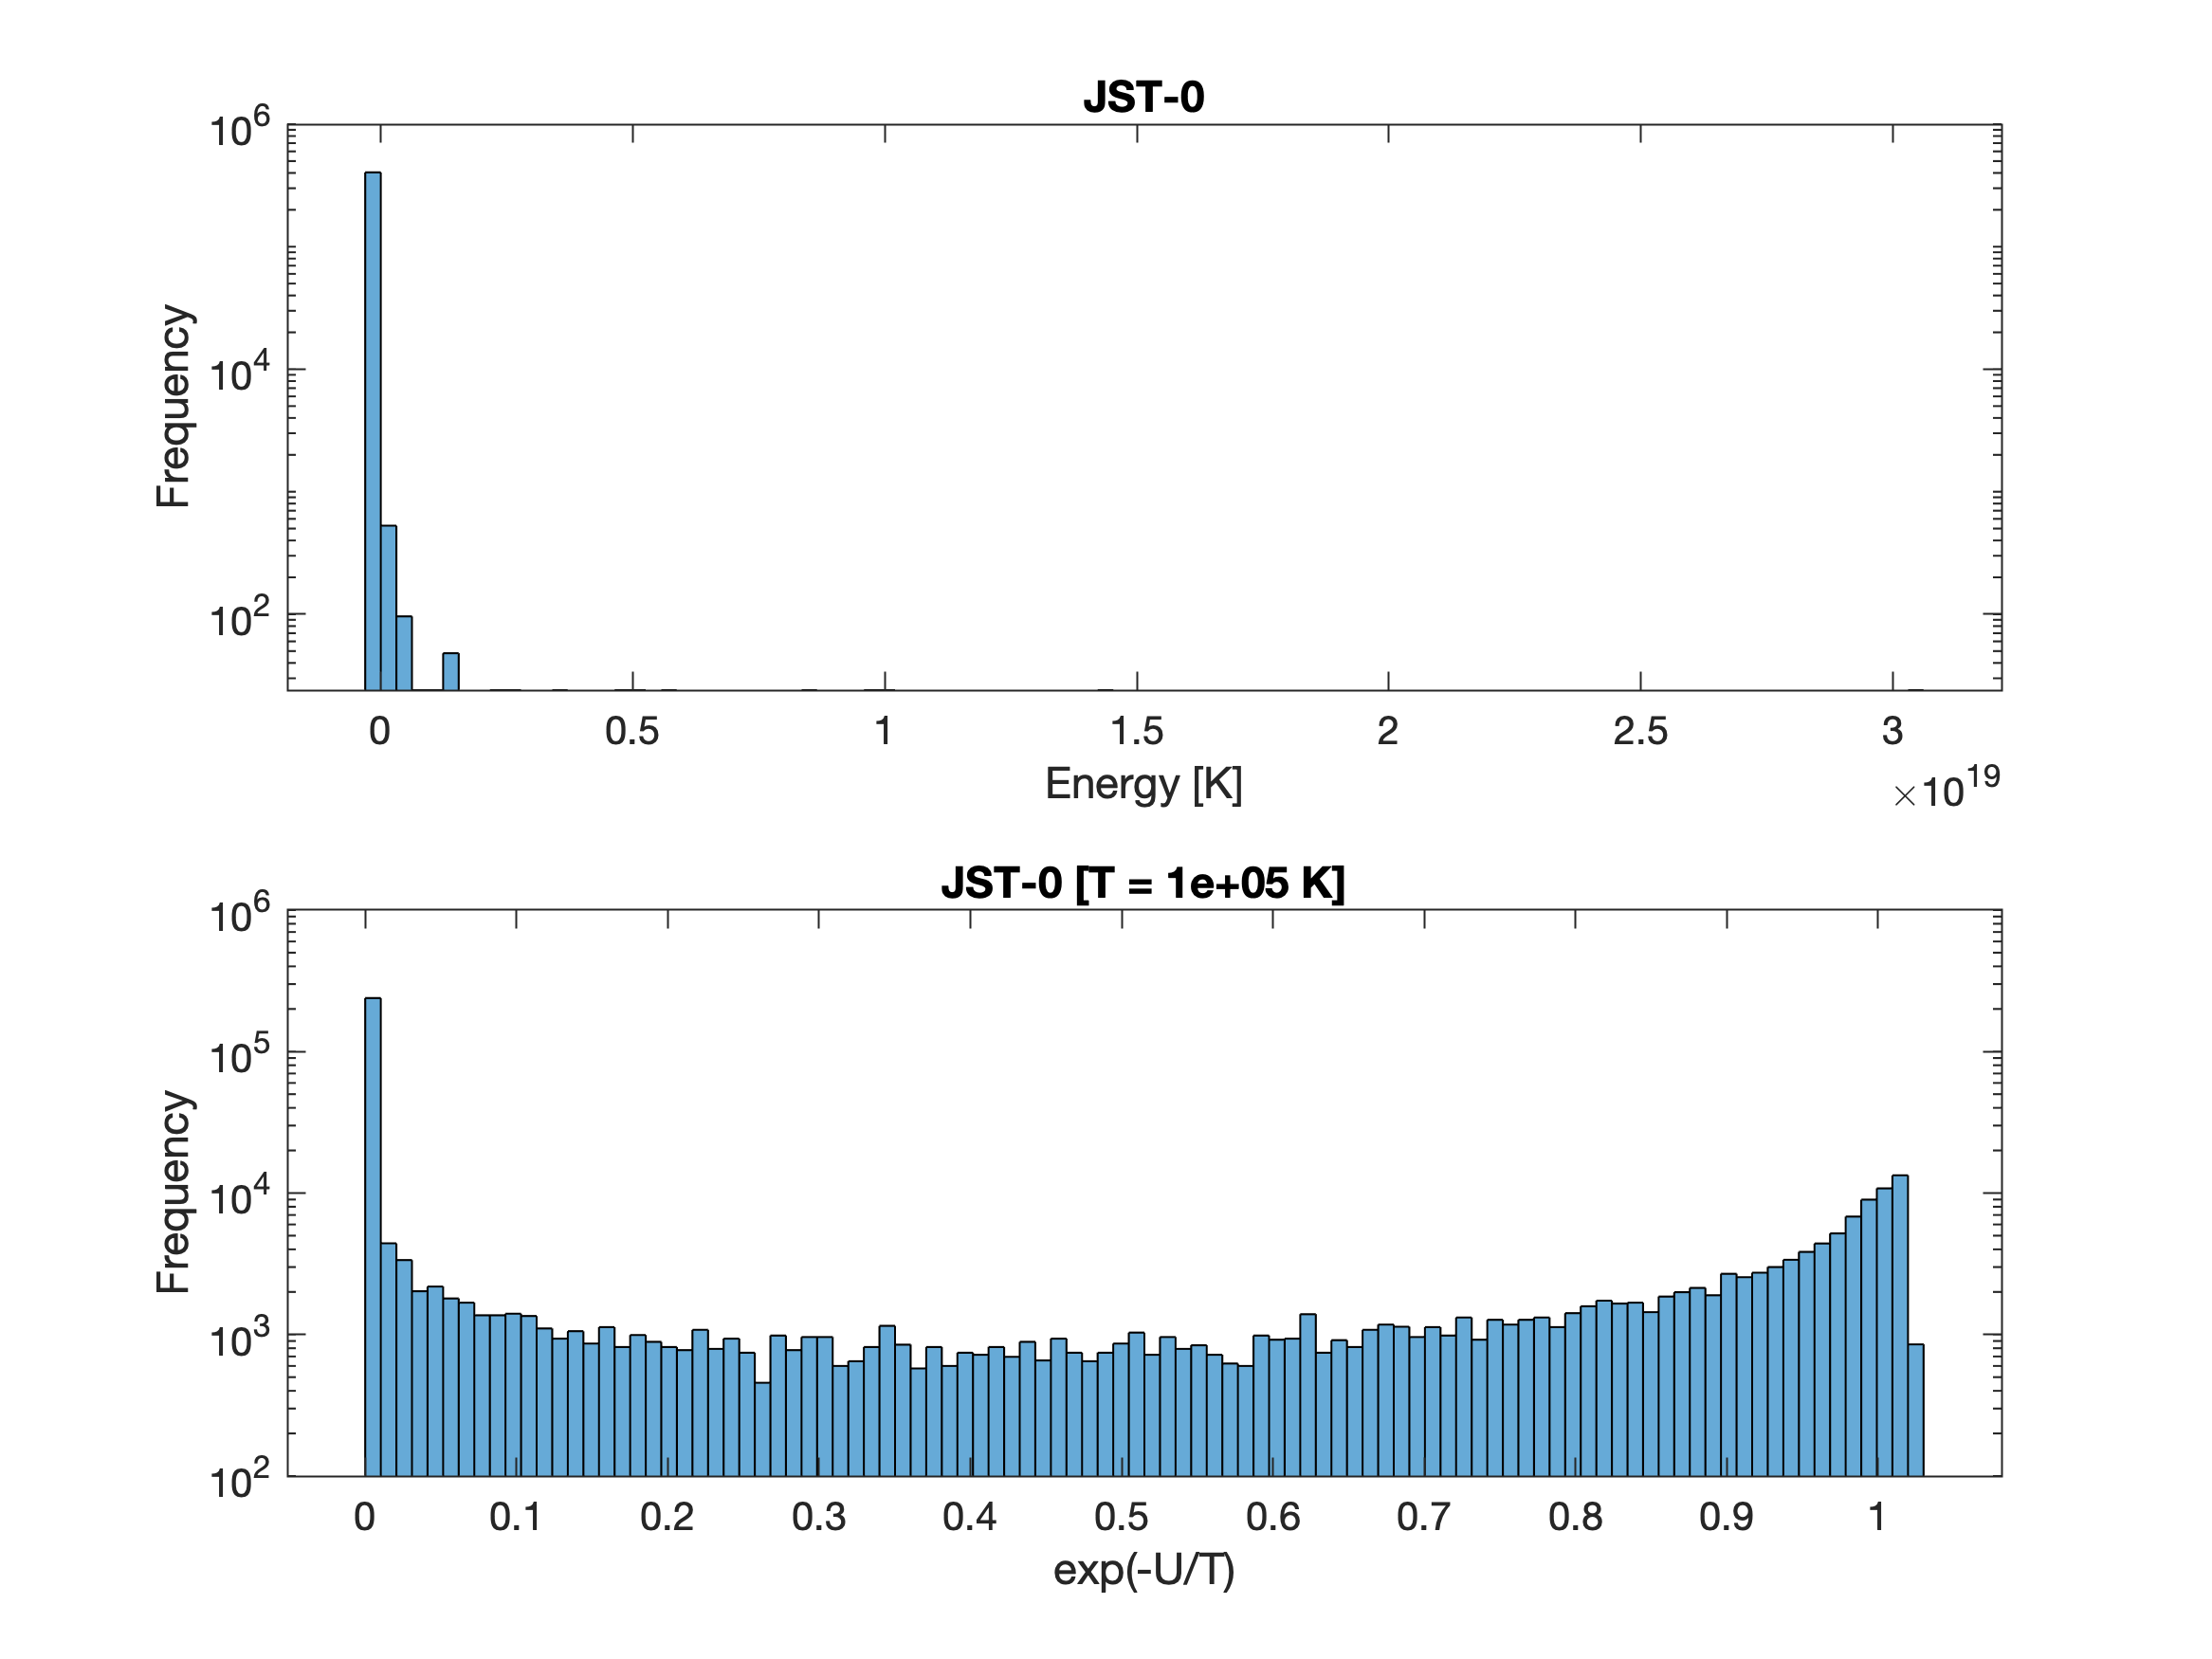 JST-0
10^6
10^4
10^2
Frequency
0 0.5 1 1.5 2 2.5 3
Energy [K]
×10^19
JST-0 [T = 1e+05 K]
10^6
10^5
10^4
10^3
10^2
Frequency
0 0.1 0.2 0.3 0.4 0.5 0.6 0.7 0.8 0.9 1
exp(-U/T)